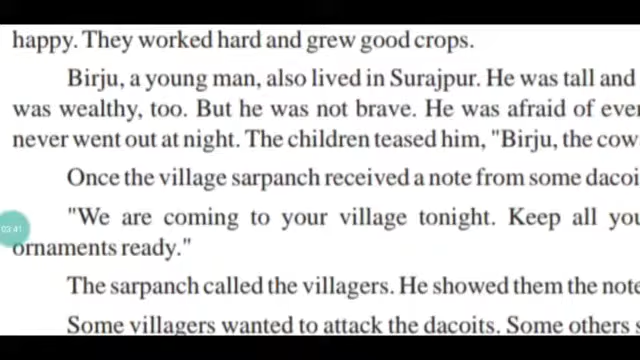 happy. They worked hard and grew good crops.
Birju, a young man, also lived in Surajpur. He was tall and
was wealthy, too. But he was not brave. He was afraid of
never went out at night. The children teased him, "Birju, the
Once the village sarpanch received a note from some
"We are coming to your village tonight. Keep all
03:41
ornaments ready."
The sarpanch called the villagers. He showed them the note
Some villagers wanted to attack the dacoits. Some others